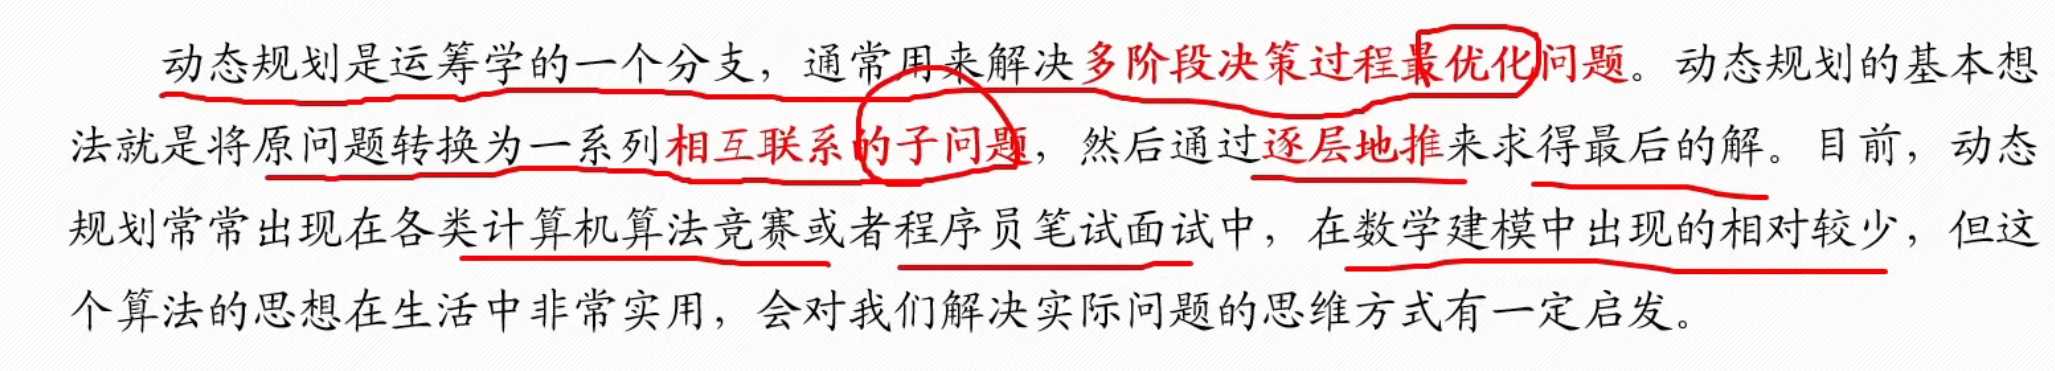 动态规划是运筹学的一个分支，通常用来解决多阶段决策过程最优化问题。动态规划的基本想
法就是将原问题转换为一系列相互联系的子问题，然后通过逐层地推来求得最后的解。目前，动态
规划常常出现在各类计算机算法竞赛或者程序员笔试面试中，在数学建模中出现的相对较少，但这
个算法的思想在生活中非常实用，会对我们解决实际问题的思维方式有一定启发。